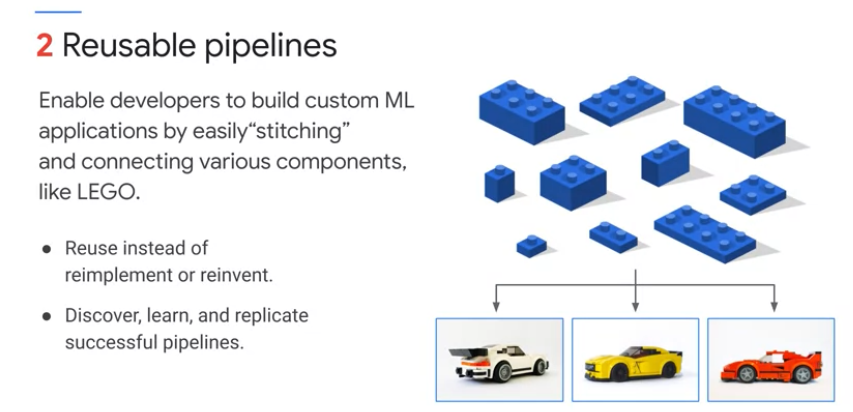 2 Reusable pipelines
Enable developers to build custom ML
applications by easily“stitching”
and connecting various components,
like LEGO.
● Reuse instead of
reimplement or reinvent.
● Discover, learn, and replicate
successful pipelines.